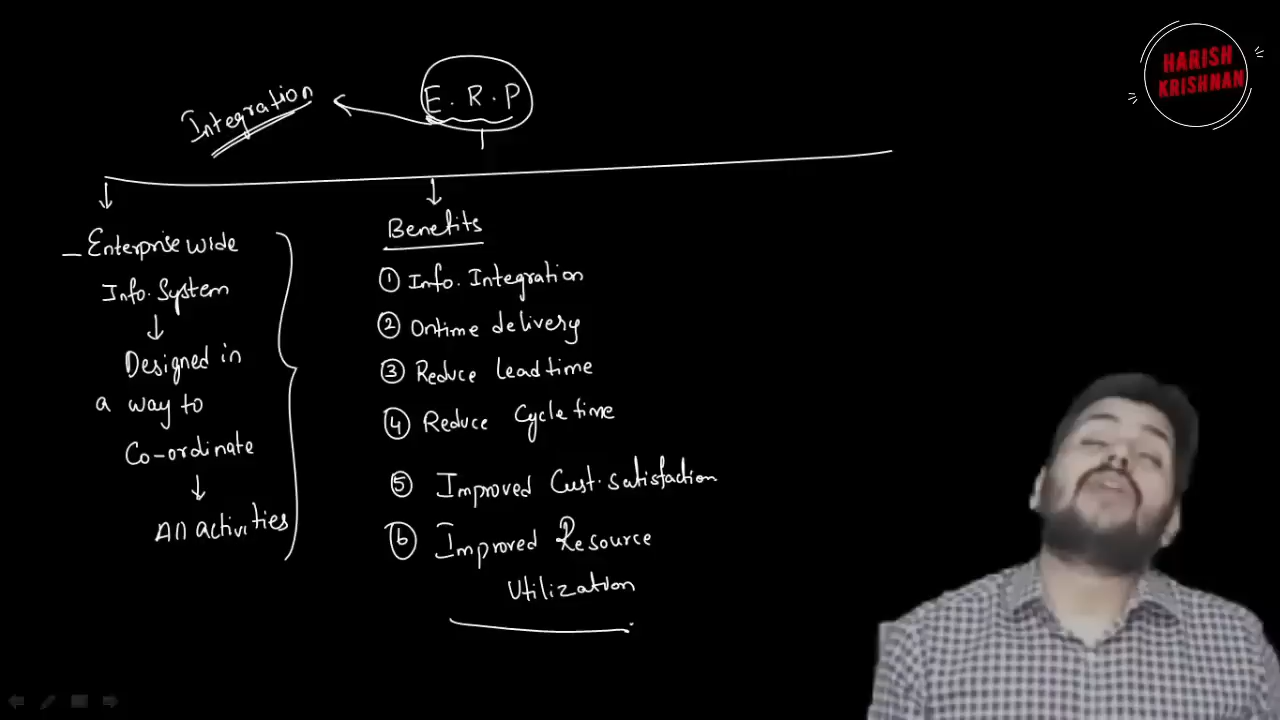 HARISH
KRISHNAN
E.R.P
Integration
Enterprise wide
Info. System
Designed in
a way to
Co-ordinate
All activities
Benefits
① Info. Integration
② Ontime delivery
③ Reduce Lead time
④ Reduce Cycle time
⑤ Improved Cust. satisfaction
⑥ Improved Resource
Utilization